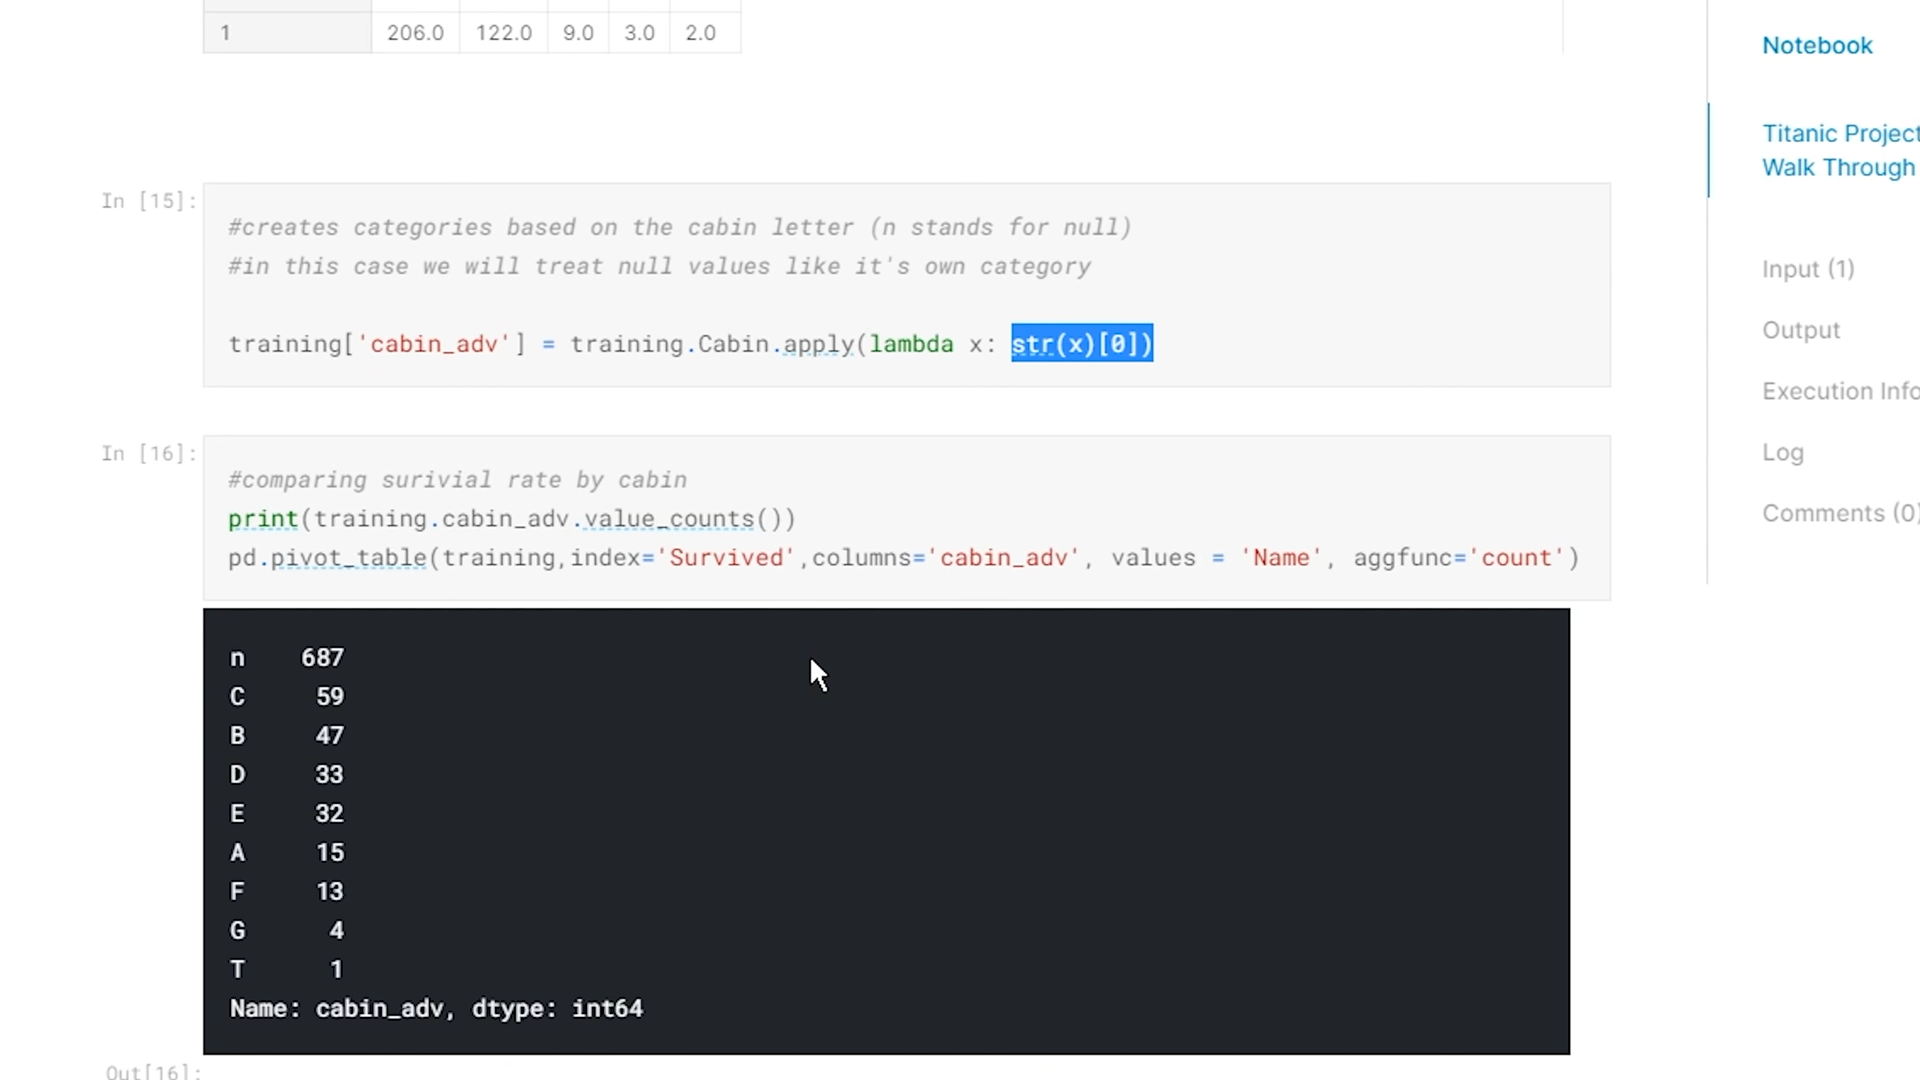 1 206.0 122.0 9.0 3.0 2.0
Notebook
Titanic Project
Walk Through
Input (1)
Output
Execution Info
Log
Comments (0)
In [15]:
#creates categories based on the cabin letter (n stands for null)
#in this case we will treat null values like it's own category
training['cabin_adv'] = training.Cabin.apply(lambda x: str(x)[0])
In [16]:
#comparing surivial rate by cabin
print(training.cabin_adv.value_counts())
pd.pivot_table(training,index='Survived',columns='cabin_adv', values = 'Name', aggfunc='count')
n 687
C 59
B 47
D 33
E 32
A 15
F 13
G 4
T 1
Name: cabin_adv, dtype: int64
Out[16]: